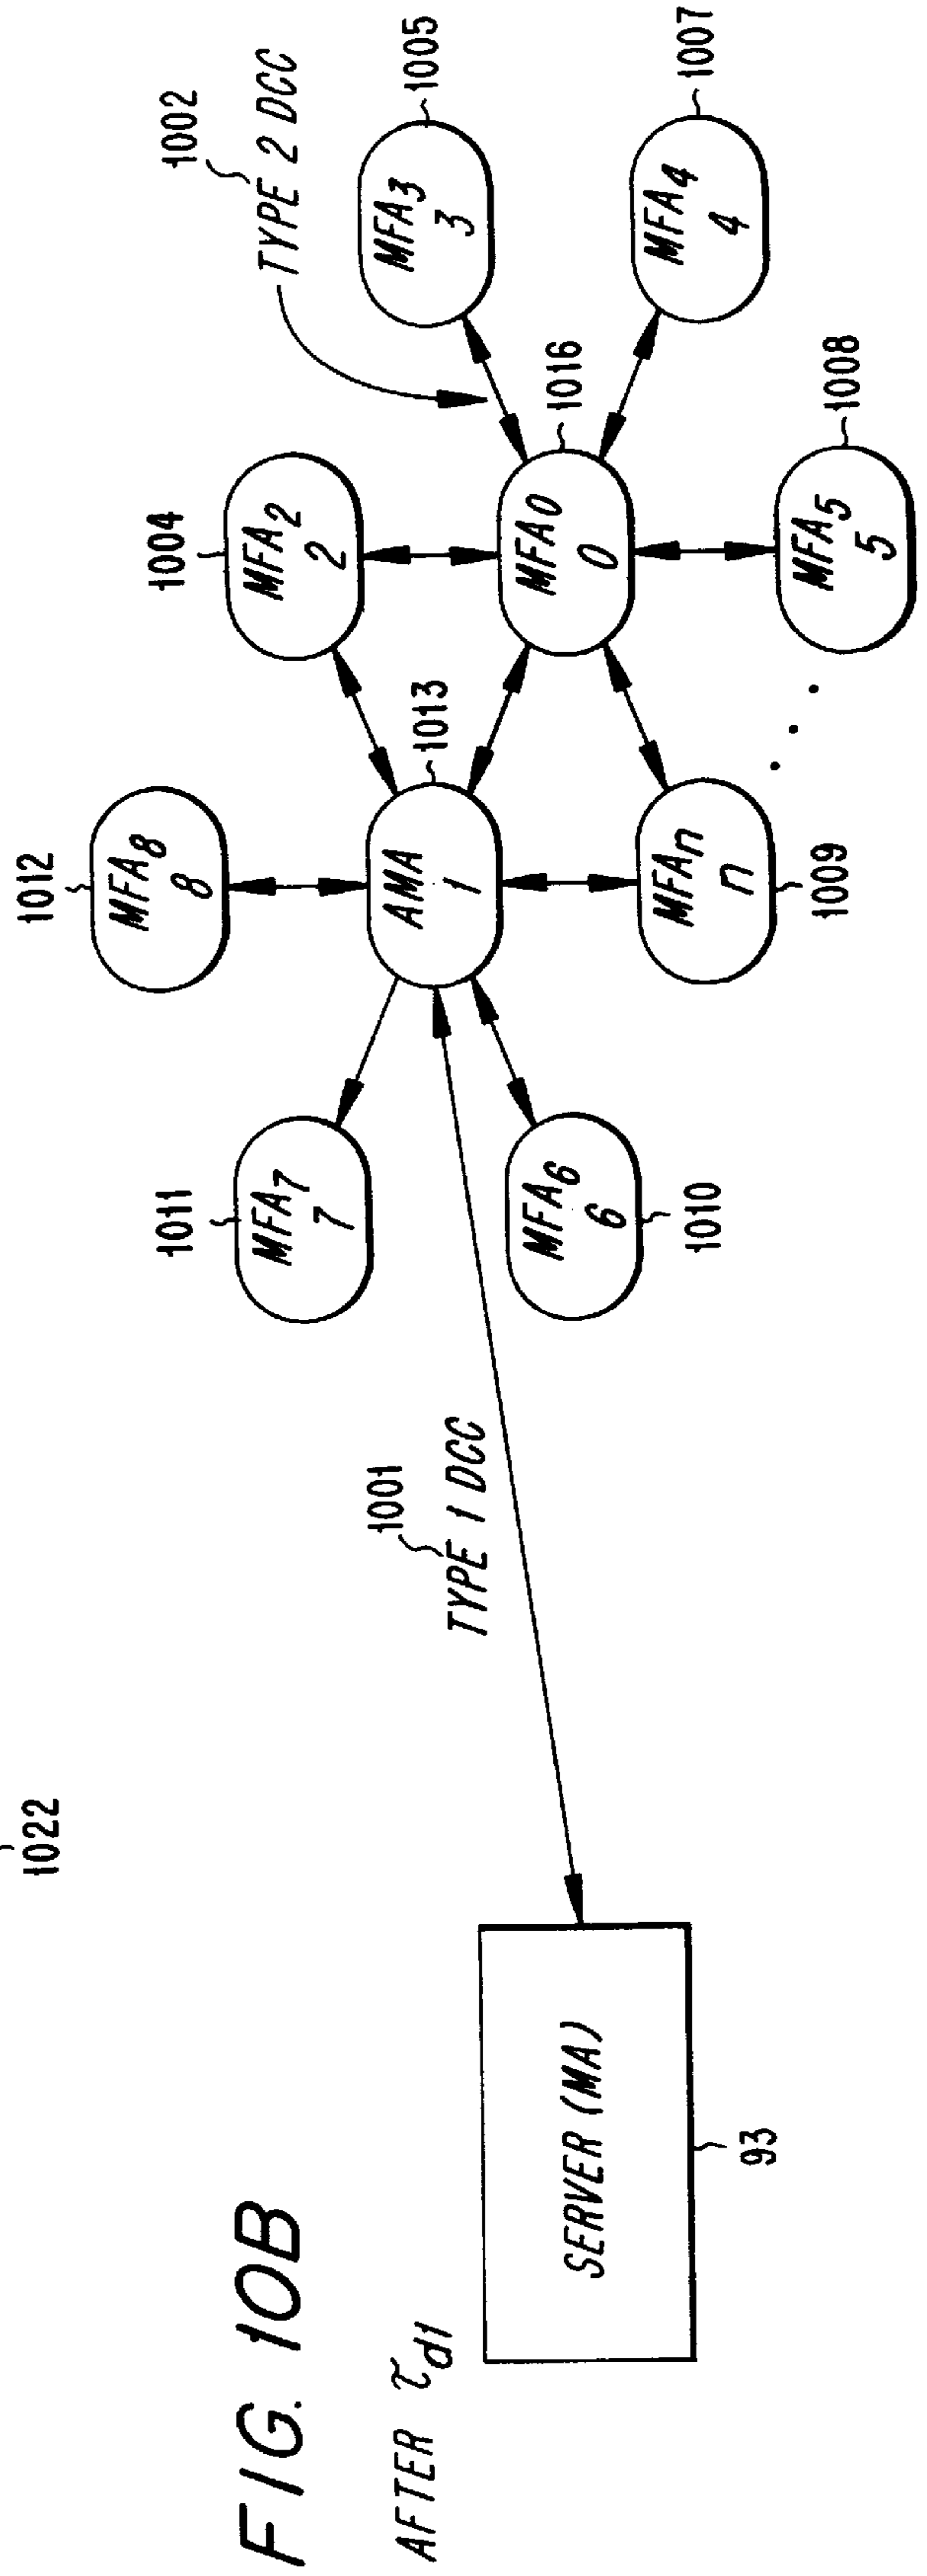 1022
FIG. 10B
AFTER τd1
SERVER (MA)
93
1001
TYPE 1 DCC
1011
MFA7
7
MFA6
6
1010
1012
MFA8
8
AMA
1
1013
MFAn
n
1009
1004
MFA2
2
MFA0
0
1016
MFA5
5
1008
1002
TYPE 2 DCC
MFA3
3
1005
MFA4
4
1007